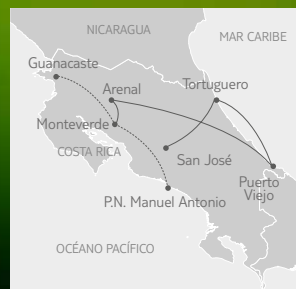 NICARAGUA
MAR CARIBE
Guanacaste
Arenal
Tortuguero
Monteverde
COSTA RICA
San José
Puerto
Viejo
P.N. Manuel Antonio
OCÉANO PACÍFICO